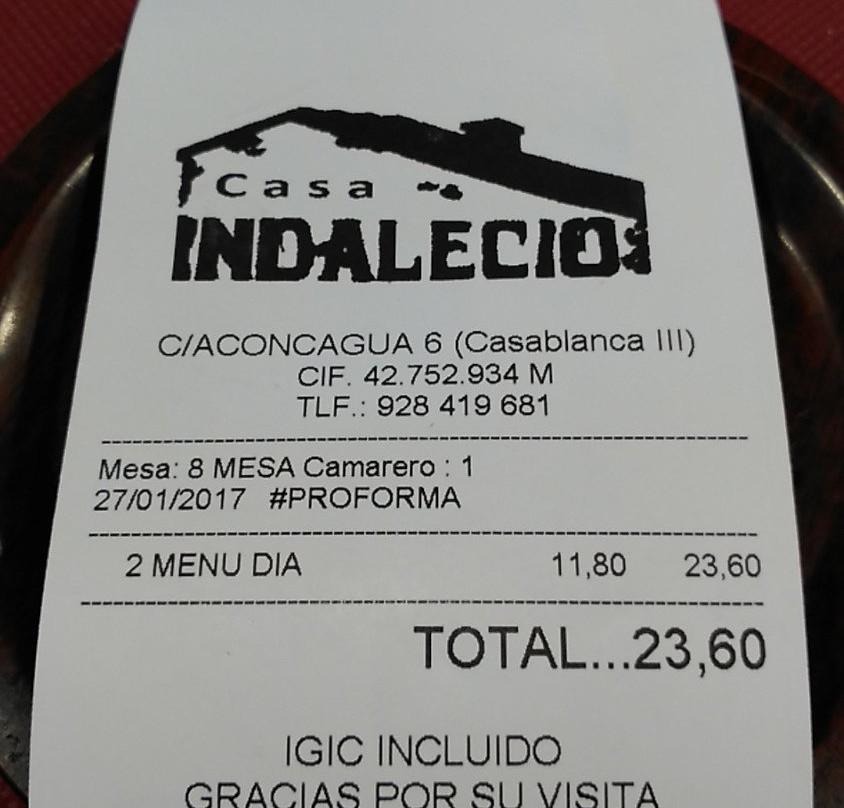 Casa
INDALECIO
C/ACONCAGUA 6 (Casablanca III)
CIF. 42.752.934 M
TLF.: 928 419 681
Mesa: 8 MESA Camarero : 1
27/01/2017 #PROFORMA
2 MENU DIA 11,80 23,60
TOTAL...23,60
IGIC INCLUIDO
GRACIAS POR SU VISITA